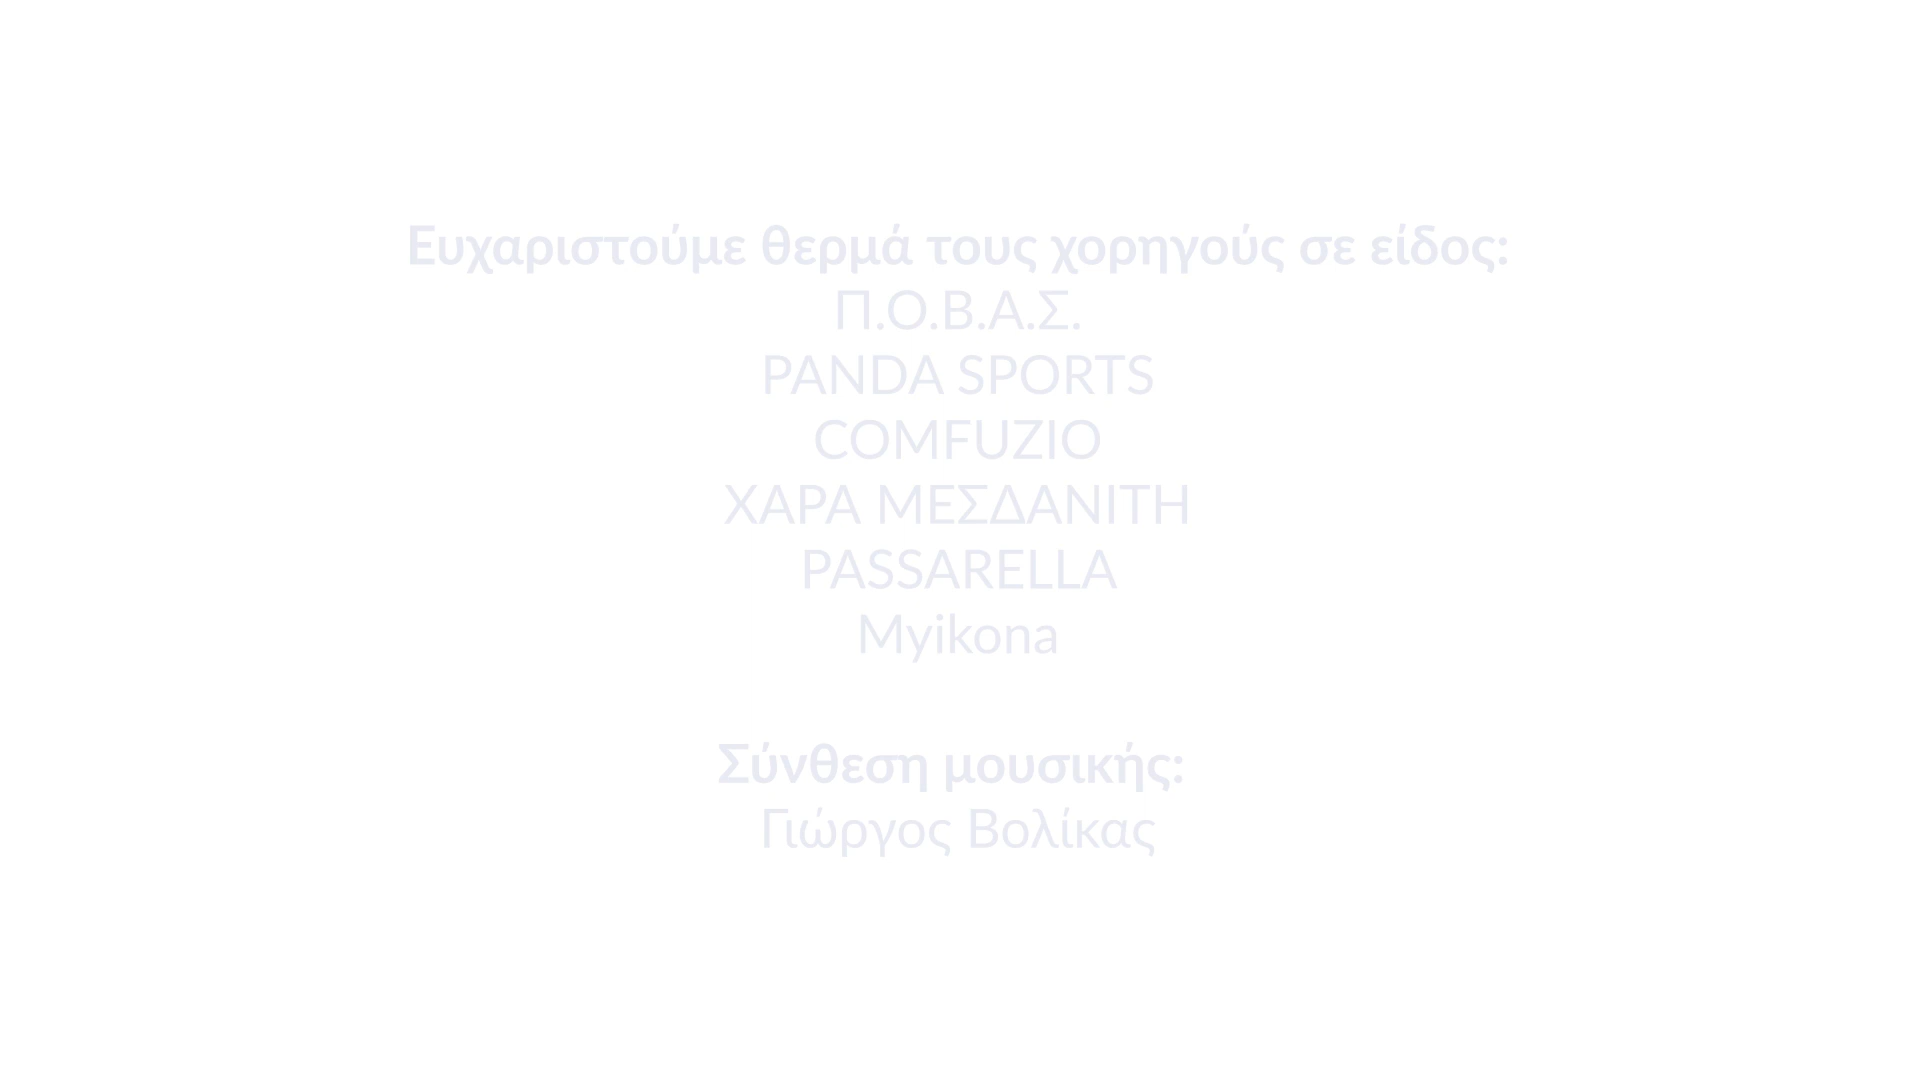 Ευχαριστούμε θερμά τους χορηγούς σε είδος:
Π.Ο.Β.Α.Σ.
PANDA SPORTS
COMFUZIO
ΧΑΡΑ ΜΕΣΔΑΝΙΤΗ
PASSARELLA
Myikona
Σύνθεση μουσικής:
Γιώργος Βολίκας